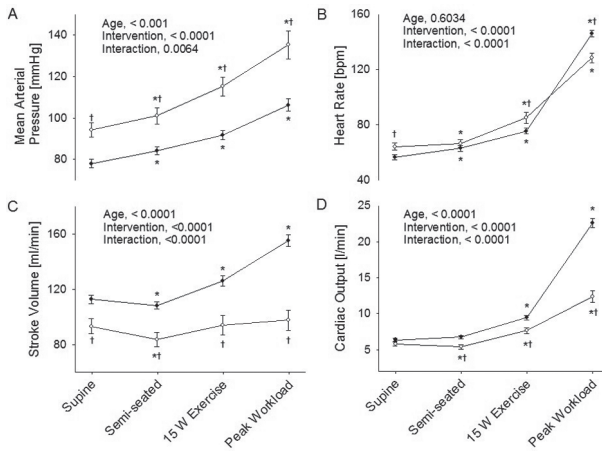 A
Age, < 0.001
Intervention, < 0.0001
Interaction, 0.0064
Mean Arterial
Pressure [mmHg]
140
120
100
80
†
*†
*†
*†
*
*
*
B
Age, 0.6034
Intervention, < 0.0001
Interaction, < 0.0001
Heart Rate [bpm]
160
120
80
60
40
†
*
*†
*†
*
*
*
C
Age, < 0.0001
Intervention, <0.0001
Interaction, <0.0001
Stroke Volume [ml/min]
160
120
80
*
*
*
†
*†
†
†
Supine
Semi-seated
15 W Exercise
Peak Workload
D
Age, < 0.0001
Intervention, < 0.0001
Interaction, < 0.0001
Cardiac Output [l/min]
25
20
15
10
5
*
*
*†
*†
*†
Supine
Semi-seated
15 W Exercise
Peak Workload